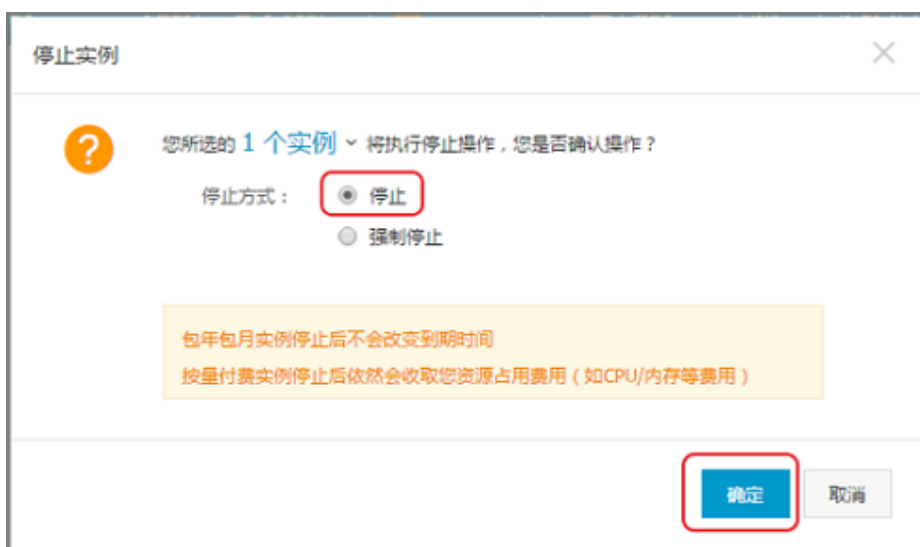 停止实例
您所选的 1 个实例 将执行停止操作，您是否确认操作？
停止方式： 停止
强制停止
包年包月实例停止后不会改变到期时间
按量付费实例停止后依然会收取您资源占用费用（如CPU/内存等费用）
确定 取消